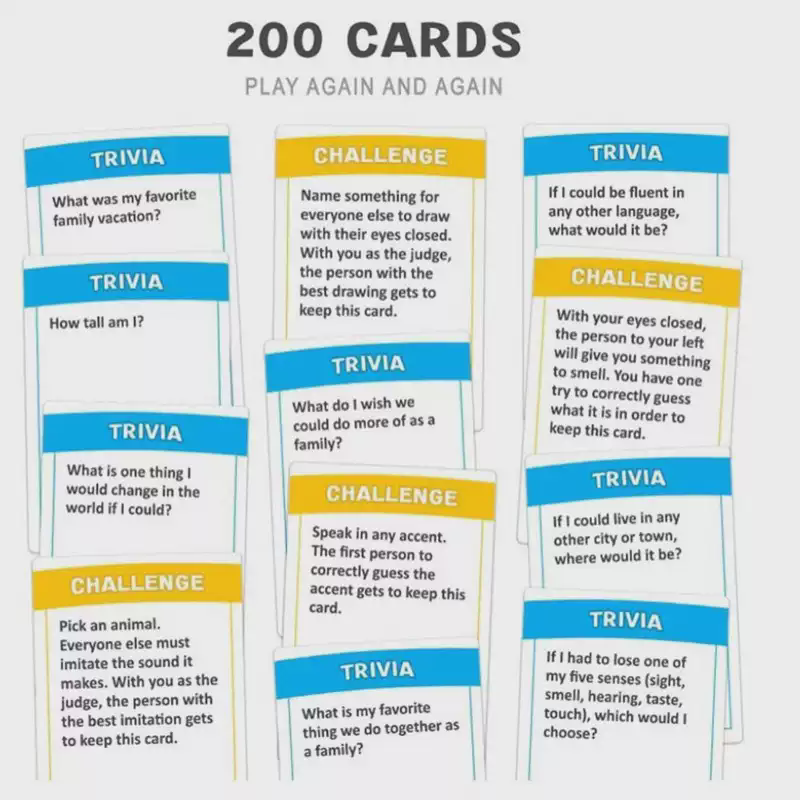 200 CARDS
PLAY AGAIN AND AGAIN
TRIVIA
What was my favorite
family vacation?
TRIVIA
How tall am I?
TRIVIA
What is one thing I
would change in the
world if I could?
CHALLENGE
Pick an animal.
Everyone else must
imitate the sound it
makes. With you as the
judge, the person with
the best imitation gets
to keep this card.
CHALLENGE
Name something for
everyone else to draw
with their eyes closed.
With you as the judge,
the person with the
best drawing gets to
keep this card.
TRIVIA
What do I wish we
could do more of as a
family?
CHALLENGE
Speak in any accent.
The first person to
correctly guess the
accent gets to keep this
card.
TRIVIA
What is my favorite
thing we do together as
a family?
TRIVIA
If I could be fluent in
any other language,
what would it be?
CHALLENGE
With your eyes closed,
the person to your left
will give you something
to smell. You have one
try to correctly guess
what it is in order to
keep this card.
TRIVIA
If I could live in any
other city or town,
where would it be?
TRIVIA
If I had to lose one of
my five senses (sight,
smell, hearing, taste,
touch), which would I
choose?